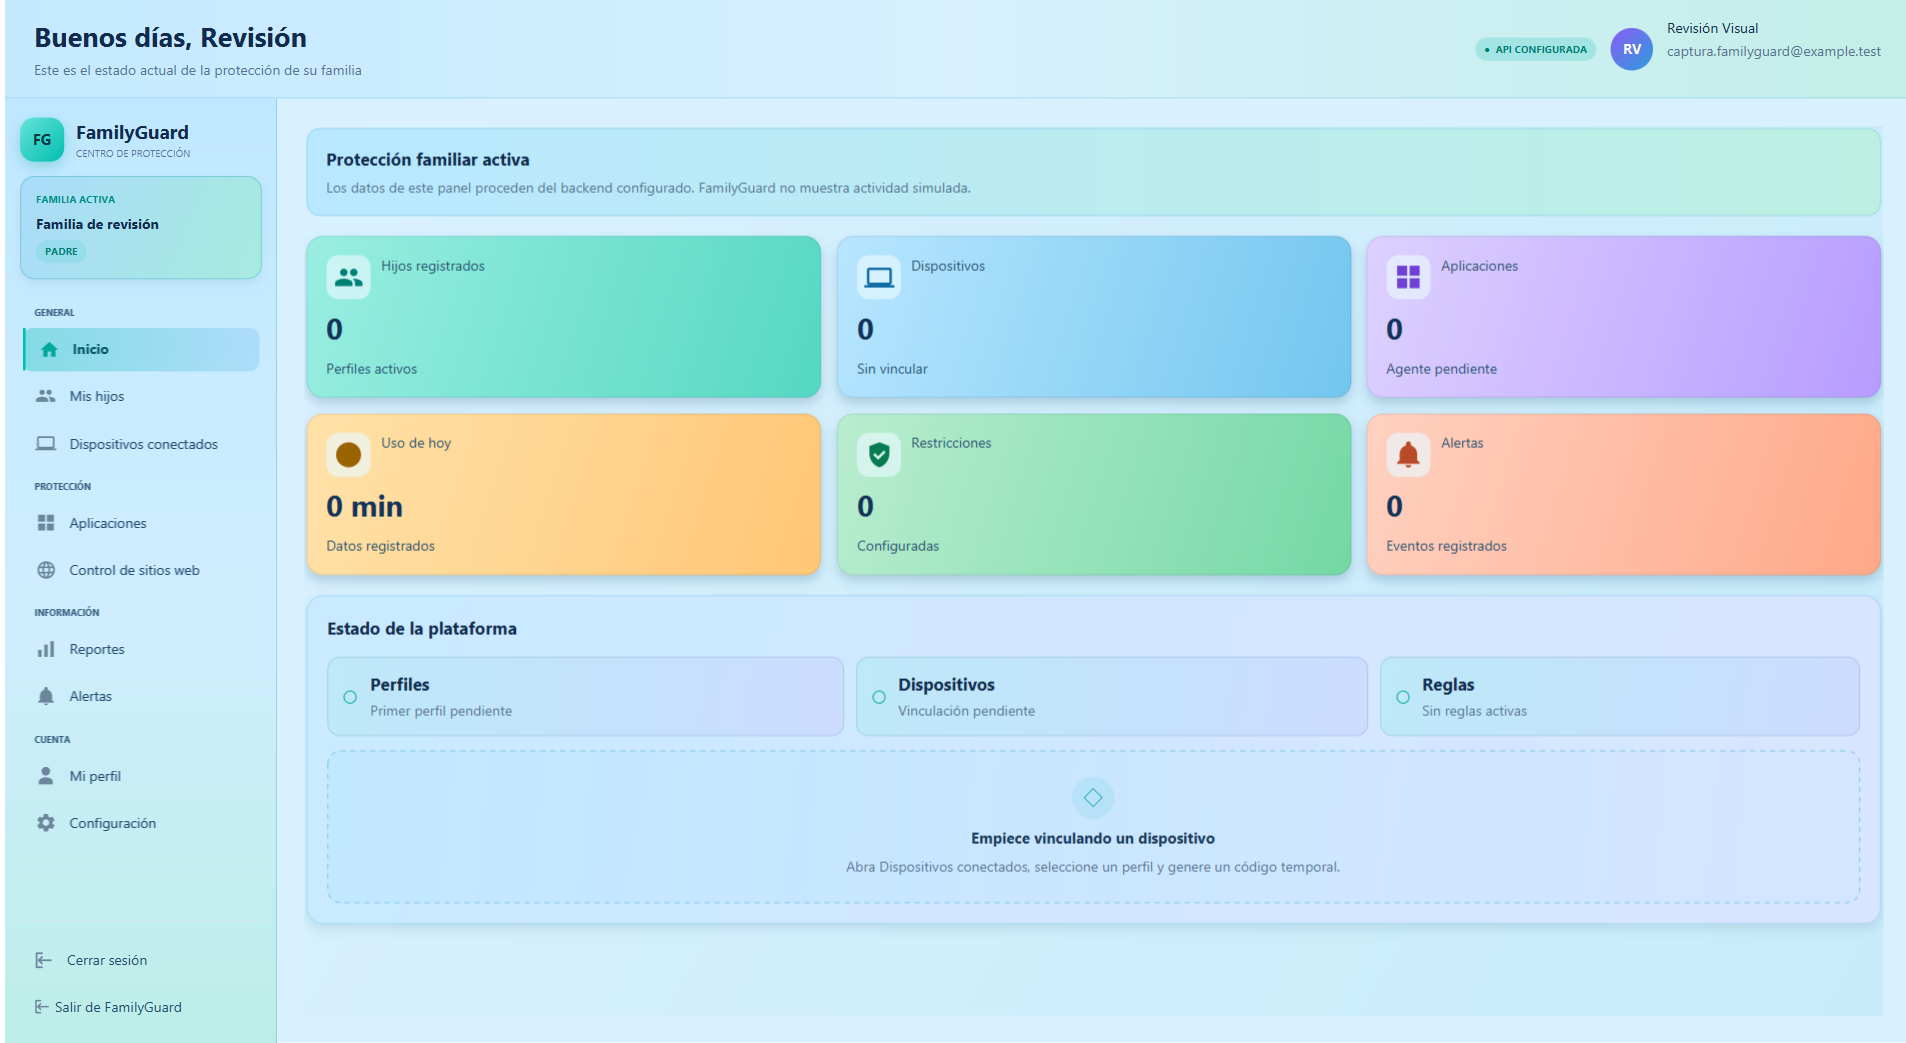 Buenos días, Revisión
Este es el estado actual de la protección de su familia
• API CONFIGURADA
RV
Revisión Visual
captura.familyguard@example.test
FG
FamilyGuard
CENTRO DE PROTECCIÓN
FAMILIA ACTIVA
Familia de revisión
PADRE
GENERAL
Inicio
Mis hijos
Dispositivos conectados
PROTECCIÓN
Aplicaciones
Control de sitios web
INFORMACIÓN
Reportes
Alertas
CUENTA
Mi perfil
Configuración
Cerrar sesión
Salir de FamilyGuard
Protección familiar activa
Los datos de este panel proceden del backend configurado. FamilyGuard no muestra actividad simulada.
Hijos registrados
0
Perfiles activos
Dispositivos
0
Sin vincular
Aplicaciones
0
Agente pendiente
Uso de hoy
0 min
Datos registrados
Restricciones
0
Configuradas
Alertas
0
Eventos registrados
Estado de la plataforma
Perfiles
Primer perfil pendiente
Dispositivos
Vinculación pendiente
Reglas
Sin reglas activas
Empiece vinculando un dispositivo
Abra Dispositivos conectados, seleccione un perfil y genere un código temporal.